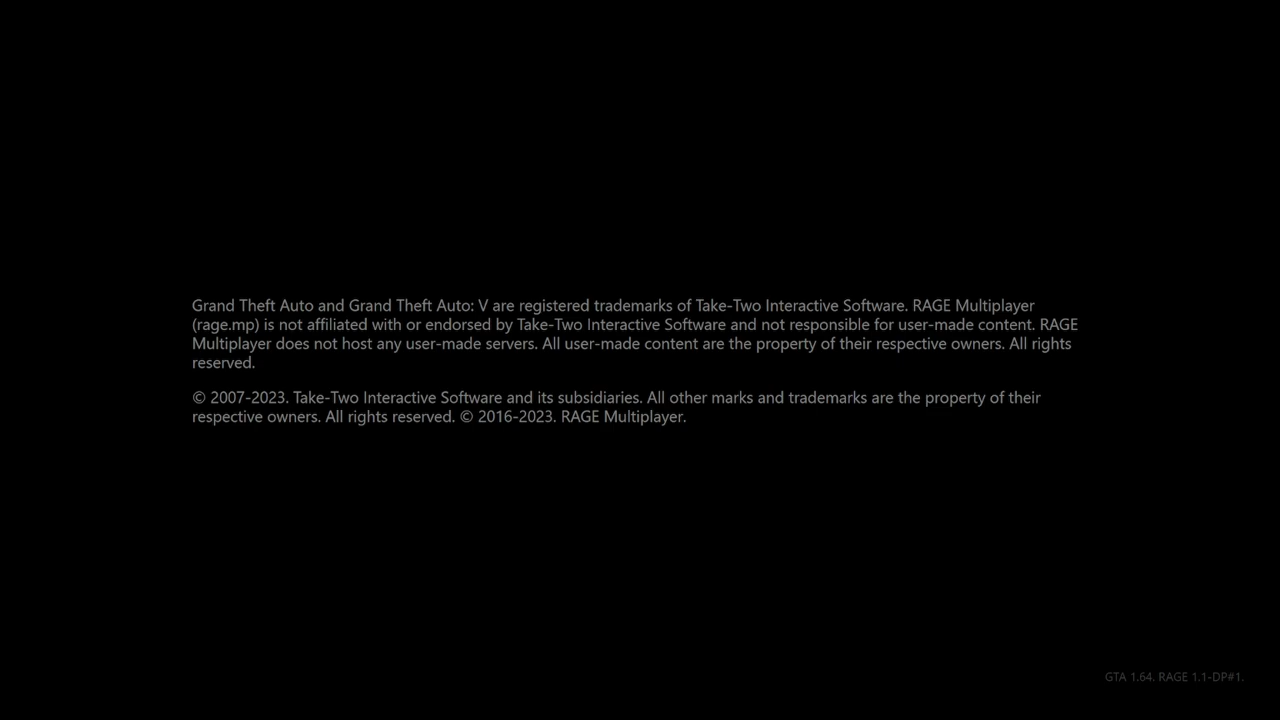 Grand Theft Auto and Grand Theft Auto: V are registered trademarks of Take-Two Interactive Software. RAGE Multiplayer
(rage.mp) is not affiliated with or endorsed by Take-Two Interactive Software and not responsible for user-made content. RAGE
Multiplayer does not host any user-made servers. All user-made content are the property of their respective owners. All rights
reserved.
© 2007-2023. Take-Two Interactive Software and its subsidiaries. All other marks and trademarks are the property of their
respective owners. All rights reserved. © 2016-2023. RAGE Multiplayer.
GTA 1.64. RAGE 1.1-DP#1.